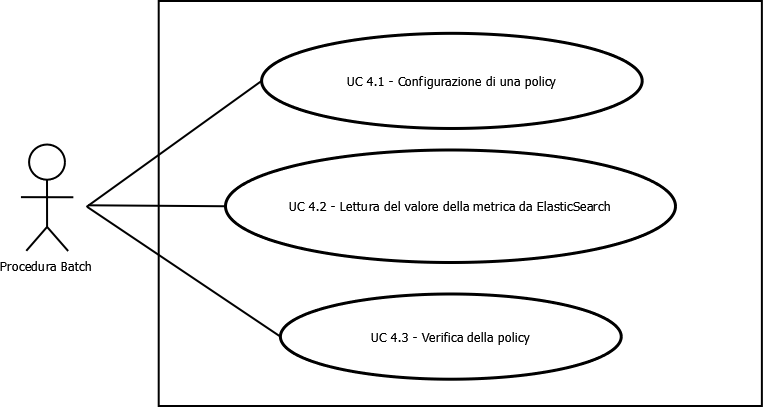 UC 4.1 - Configurazione di una policy
UC 4.2 - Lettura del valore della metrica da ElasticSearch
Procedura Batch
UC 4.3 - Verifica della policy